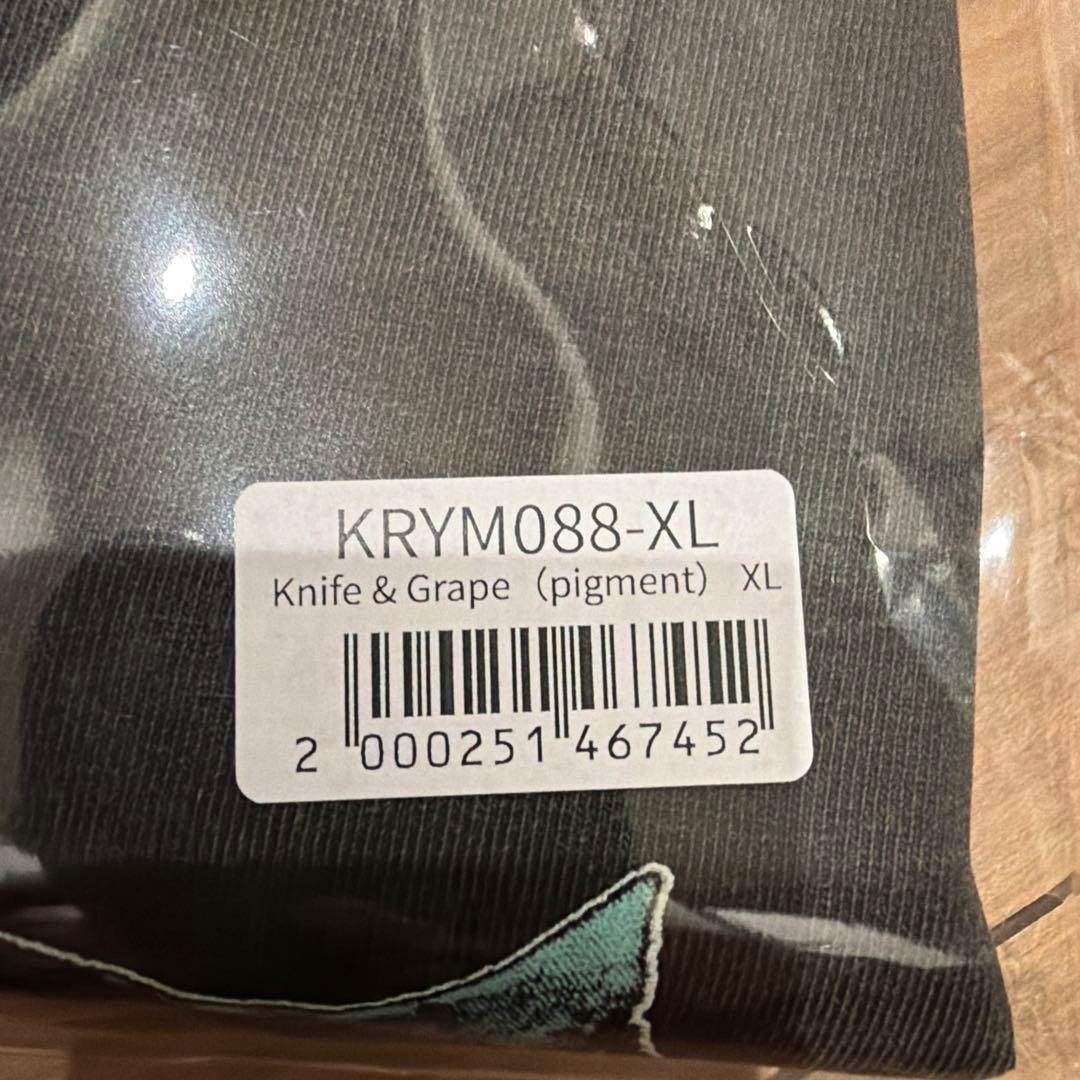 KRYM088-XL
Knife & Grape（pigment） XL
2 000251 467452